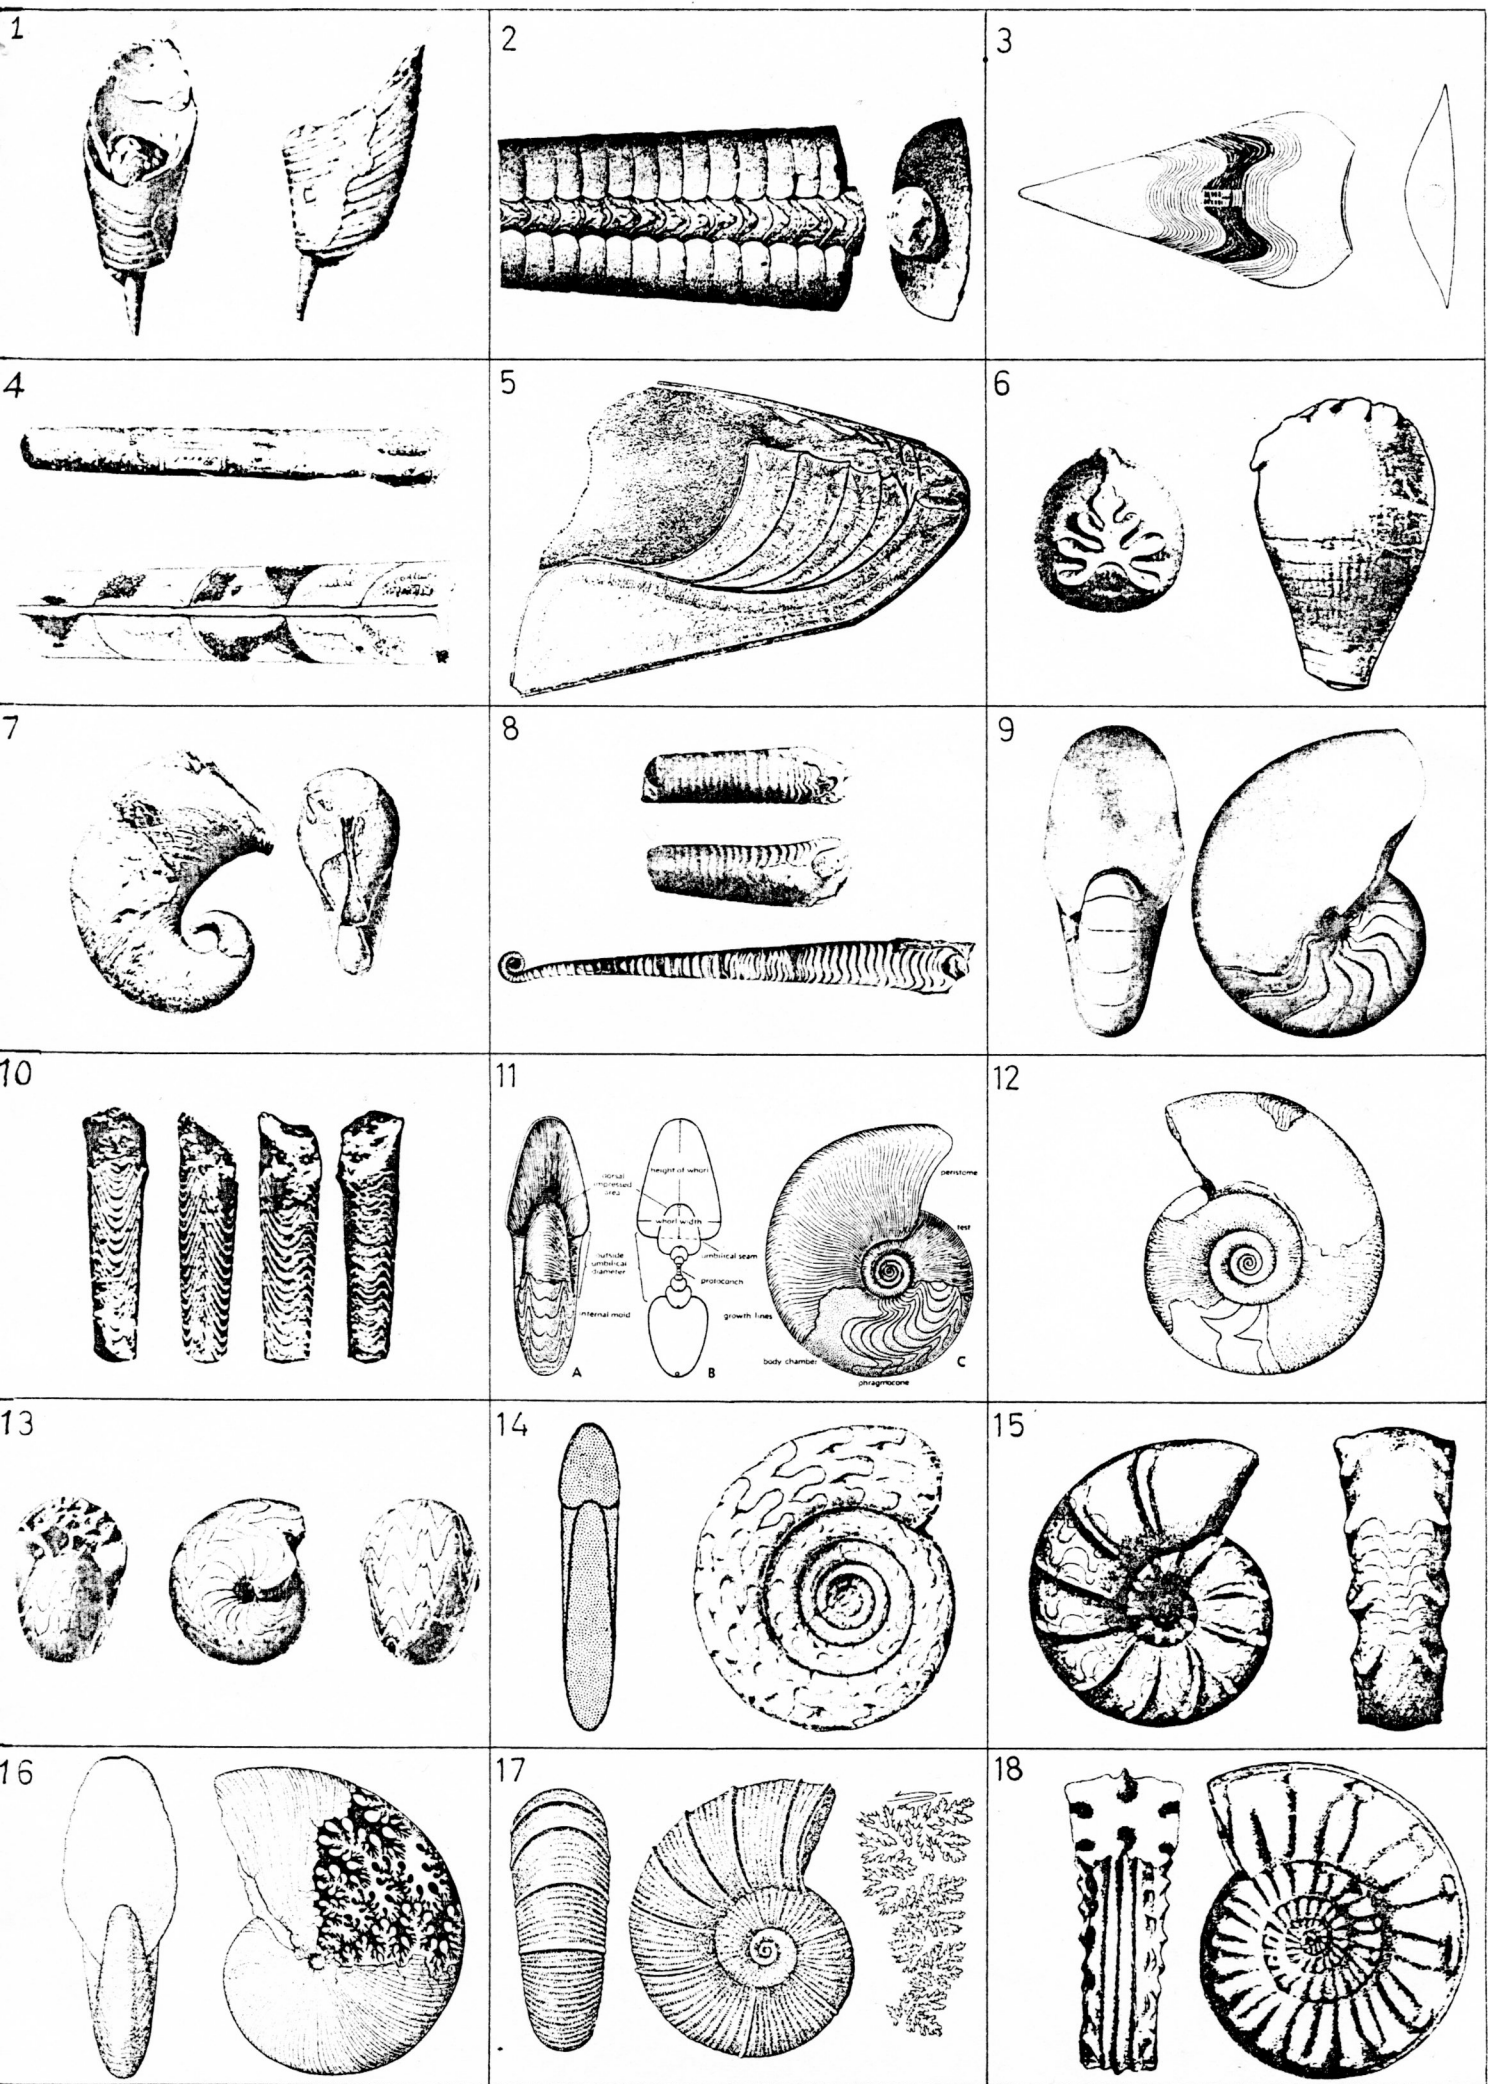 1
2
3
4
5
6
7
8
9
10
11
dorsal
impressed
area
height of whorl
whorl width
outside
umbilical
diameter
umbilical seam
protoconch
internal mold
growth lines
peristome
test
body chamber
phragmocone
A
B
C
12
13
14
15
16
17
18